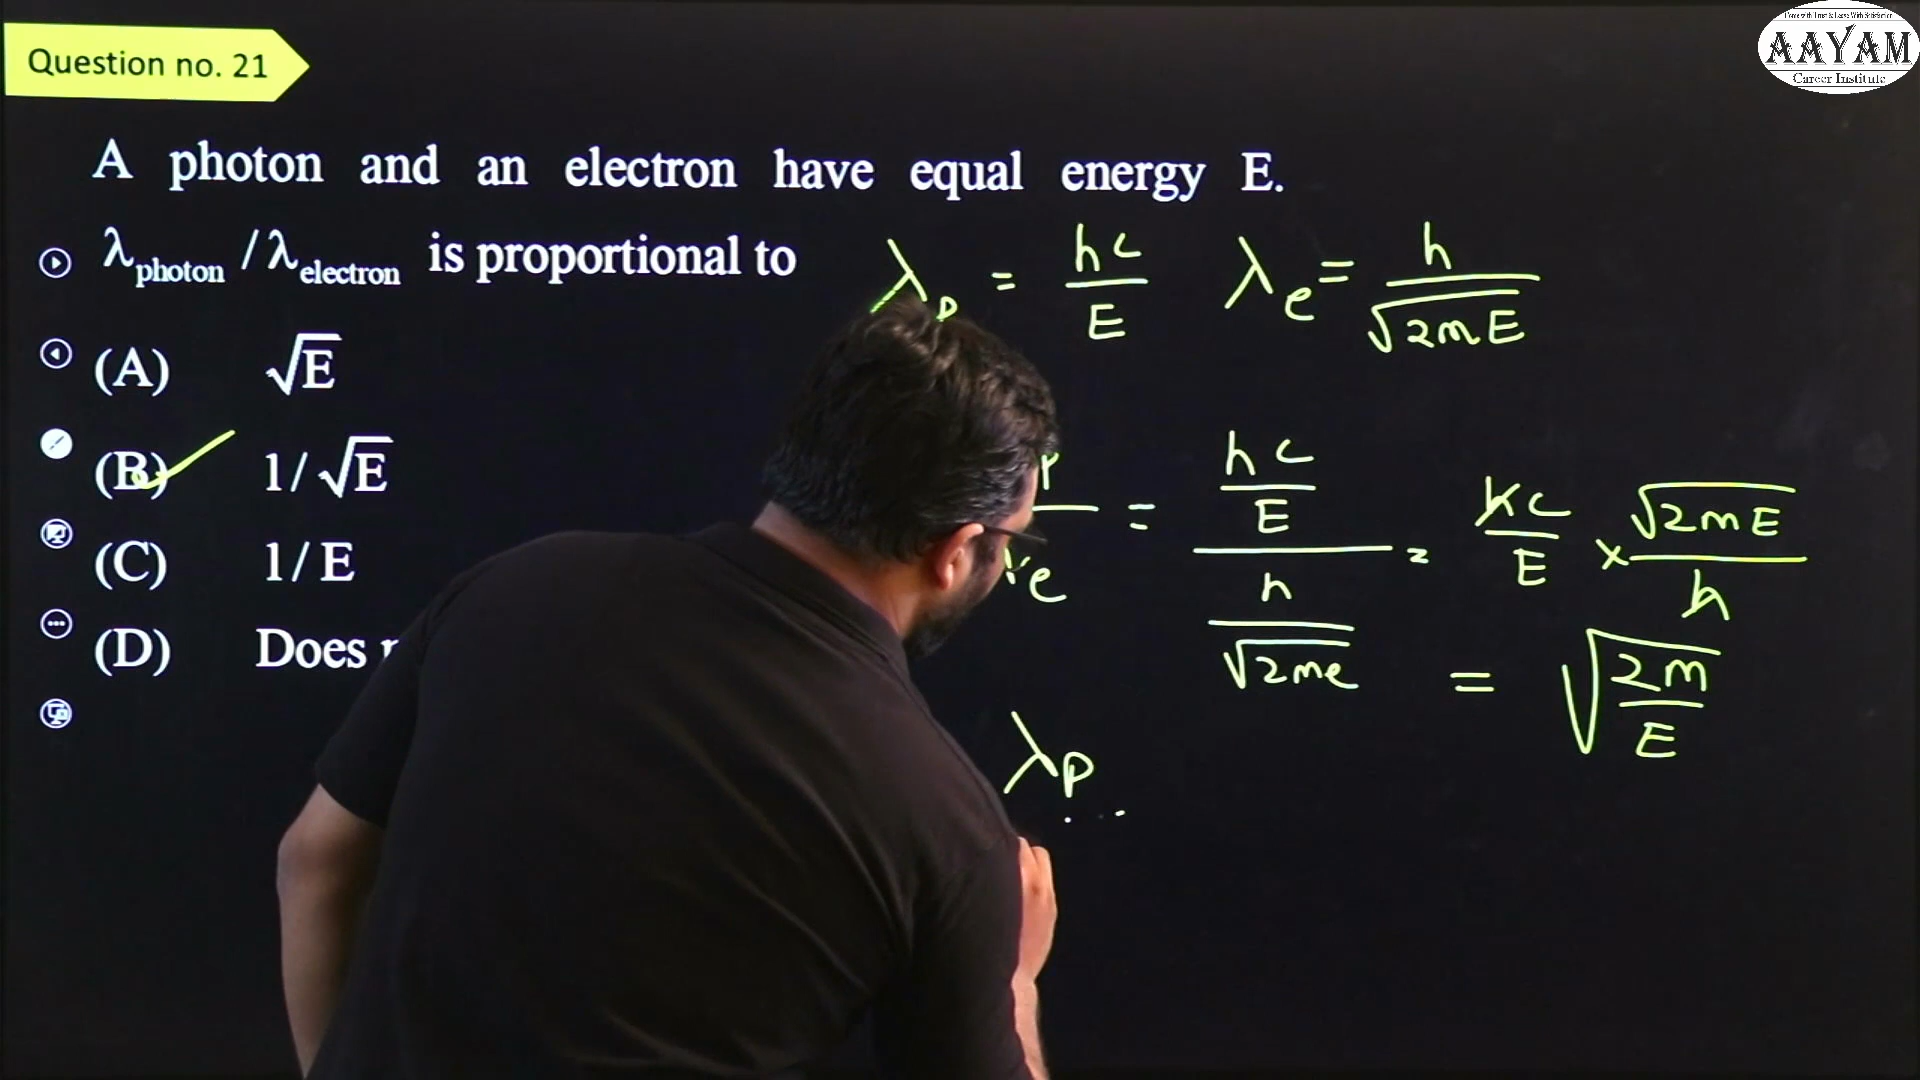 Question no. 21
AAYAM
Career Institute
A photon and an electron have equal energy E.
λphoton / λelectron is proportional to
(A) √E
(B) 1/√E
(C) 1/E
(D) Does
λp = hc/E λe = h/√2mE
e = hc/E / h/√2me = hc/E × √2mE/h
= √2m/E
λp